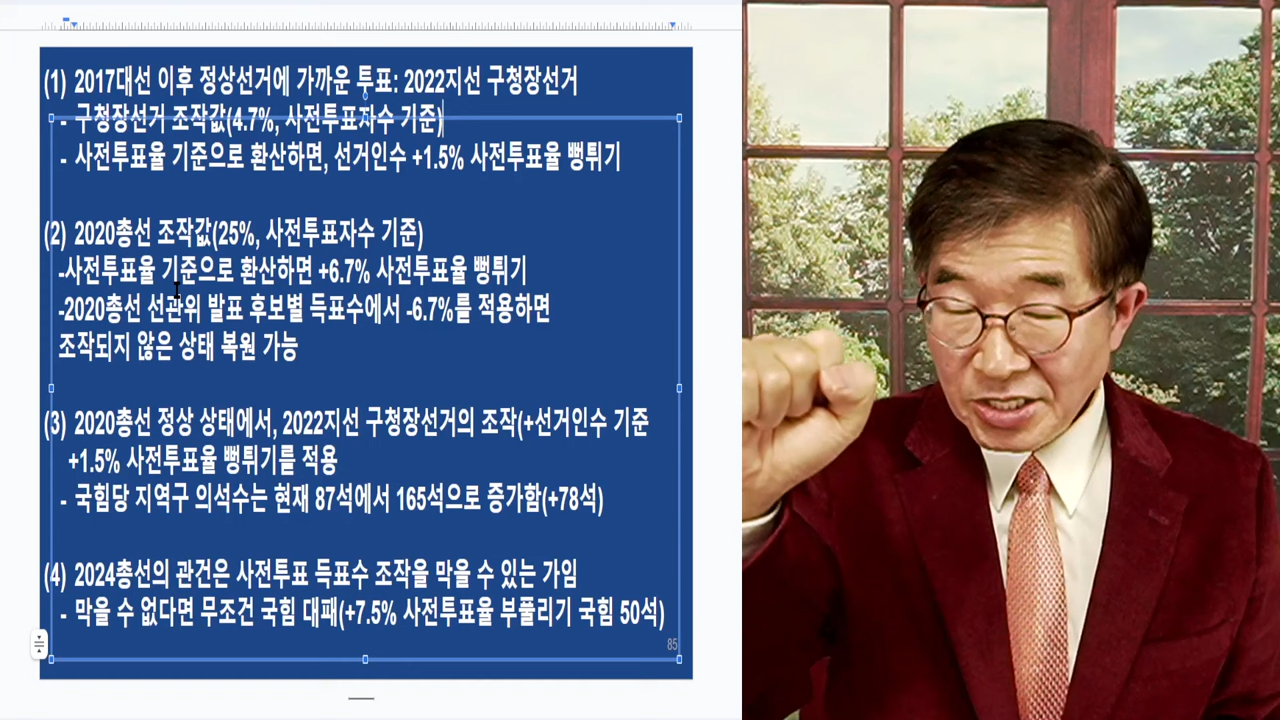 (1) 2017대선 이후 정상선거에 가까운 투표: 2022지선 구청장선거
- 구청장선거 조작값(4.7%, 사전투표자수 기준)
- 사전투표율 기준으로 환산하면, 선거인수 +1.5% 사전투표율 뻥튀기
(2) 2020총선 조작값(25%, 사전투표자수 기준)
-사전투표율 기준으로 환산하면 +6.7% 사전투표율 뻥튀기
-2020총선 선관위 발표 후보별 득표수에서 -6.7%를 적용하면
조작되지 않은 상태 복원 가능
(3) 2020총선 정상 상태에서, 2022지선 구청장선거의 조작(+선거인수 기준
+1.5% 사전투표율 뻥튀기를 적용
- 국힘당 지역구 의석수는 현재 87석에서 165석으로 증가함(+78석)
(4) 2024총선의 관건은 사전투표 득표수 조작을 막을 수 있는 가임
- 막을 수 없다면 무조건 국힘 대패(+7.5% 사전투표율 부풀리기 국힘 50석)
85